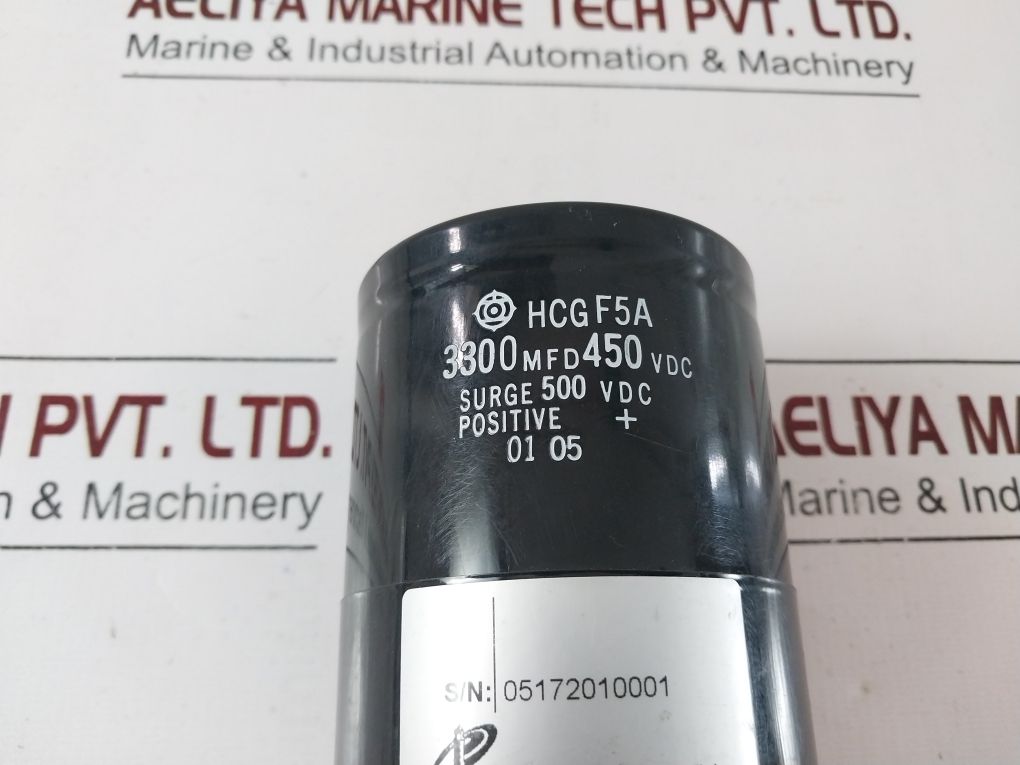 AELIYA MARINE TECH PVT. LTD.
Marine & Industrial Automation & Machinery
HCG F5A
3300 MFD 450 VDC
SURGE 500 VDC
POSITIVE +
01 05
H PVT. LTD.
n & Machinery
AELIYA MA
Marine & Ind
S/N: 05172010001